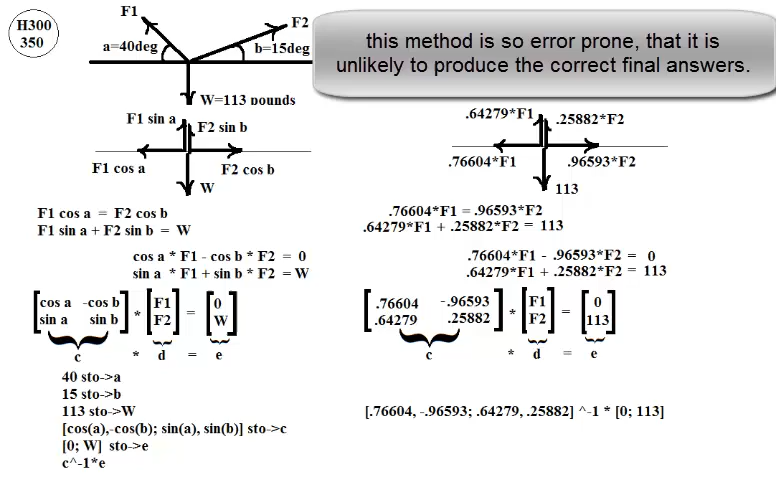 H300
350
F1
F2
a=40deg
b=15deg
W=113 pounds
this method is so error prone, that it is
unlikely to produce the correct final answers.
F1 sin a
F2 sin b
F1 cos a
F2 cos b
W
.64279*F1
.25882*F2
.76604*F1
.96593*F2
113
F1 cos a = F2 cos b
F1 sin a + F2 sin b = W
.76604*F1 = .96593*F2
.64279*F1 + .25882*F2 = 113
cos a * F1 - cos b * F2 = 0
sin a * F1 + sin b * F2 = W
.76604*F1 - .96593*F2 = 0
.64279*F1 + .25882*F2 = 113
cos a -cos b F1 0
* =
sin a sin b F2 W
c * d = e
.76604 -.96593 F1 0
* =
.64279 .25882 F2 113
c * d = e
40 sto->a
15 sto->b
113 sto->W
[cos(a),-cos(b); sin(a), sin(b)] sto->c
[0; W] sto->e
c^-1*e
[.76604, -.96593; .64279, .25882] ^-1 * [0; 113]